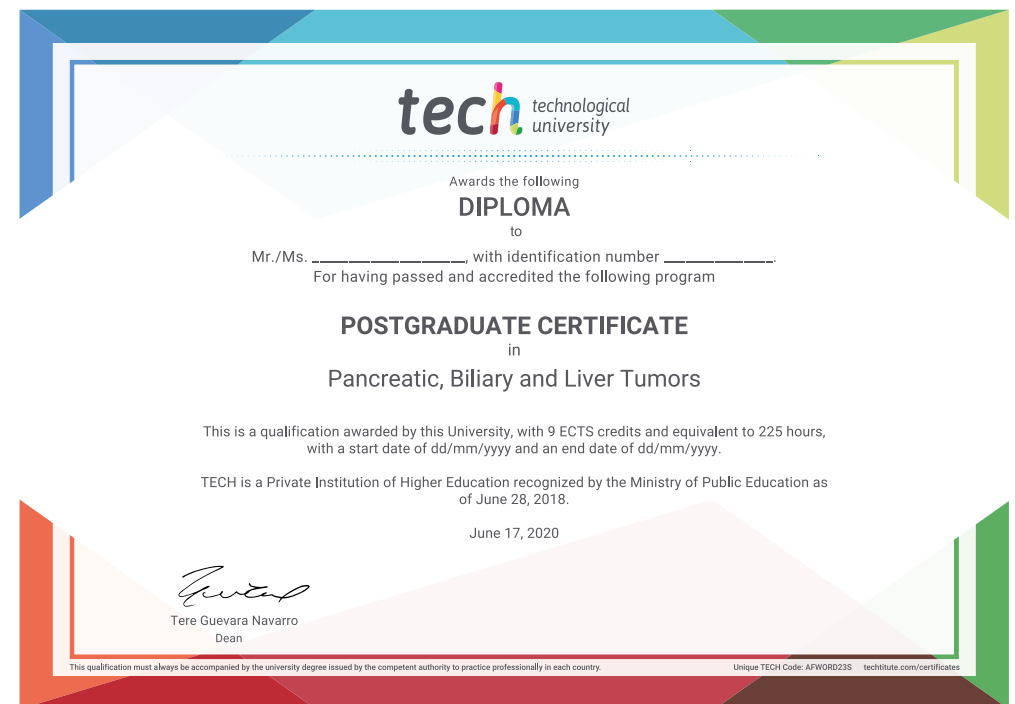 tech technological
university
Awards the following
DIPLOMA
to
Mr./Ms. __________________, with identification number _____________.
For having passed and accredited the following program
POSTGRADUATE CERTIFICATE
in
Pancreatic, Biliary and Liver Tumors
This is a qualification awarded by this University, with 9 ECTS credits and equivalent to 225 hours,
with a start date of dd/mm/yyyy and an end date of dd/mm/yyyy.
TECH is a Private Institution of Higher Education recognized by the Ministry of Public Education as
of June 28, 2018.
June 17, 2020
Tere Guevara Navarro
Dean
This qualification must always be accompanied by the university degree issued by the competent authority to practice professionally in each country.
Unique TECH Code: AFWORD23S techtitute.com/certificates